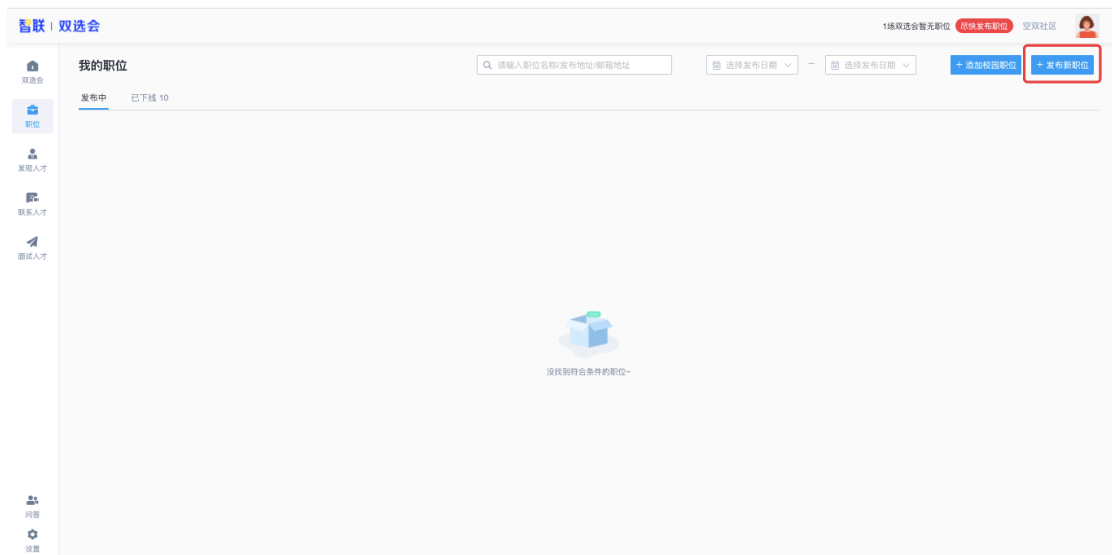 智联 | 双选会
1场双选会暂无职位 尽快发布职位 空双社区
双选会
职位
发现人才
联系人才
面试人才
问答
设置
我的职位
请输入职位名称/发布地址/邮箱地址
选择发布日期 - 选择发布日期
+ 添加校园职位
+ 发布新职位
发布中 已下线 10
没找到符合条件的职位~